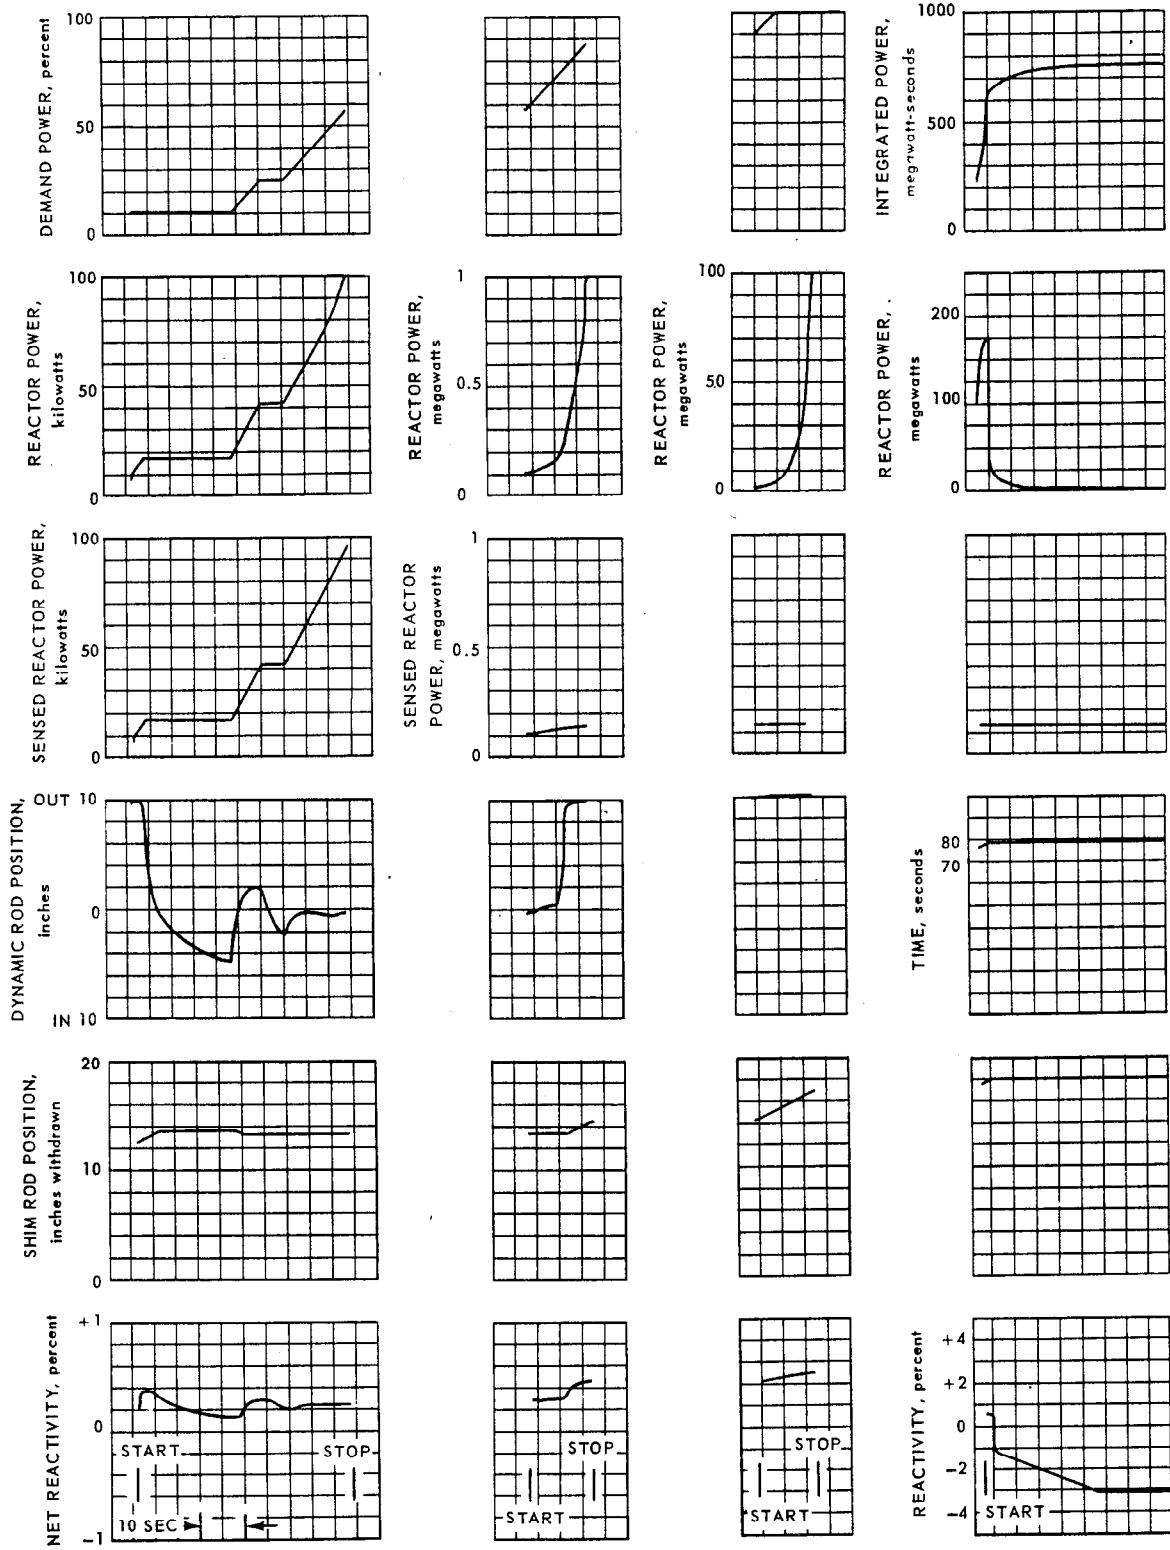 DEMAND POWER, percent
100
50
0
INTEGRATED POWER,
megawatt-seconds
1000
500
0
REACTOR POWER,
kilowatts
100
50
0
REACTOR POWER,
megawatts
1
0.5
0
REACTOR POWER,
megawatts
100
50
0
REACTOR POWER,
megawatts
200
100
0
SENSED REACTOR POWER,
kilowatts
100
50
0
SENSED REACTOR
POWER, megawatts
1
0.5
0
DYNAMIC ROD POSITION,
inches
OUT 10
0
IN 10
TIME, seconds
80
70
SHIM ROD POSITION,
inches withdrawn
20
10
0
NET REACTIVITY, percent
+1
0
-1
START
STOP
10 SEC
STOP
START
STOP
START
REACTIVITY, percent
+4
+2
0
-2
-4
START